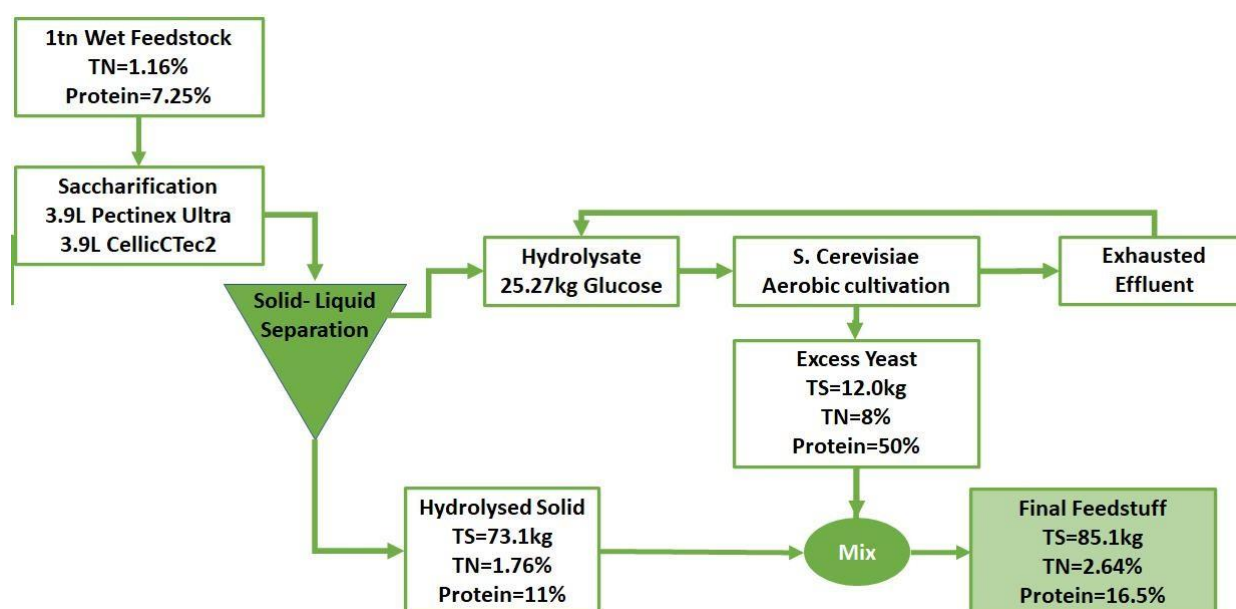 1tn Wet Feedstock
TN=1.16%
Protein=7.25%
Saccharification
3.9L Pectinex Ultra
3.9L CellicCTec2
Solid- Liquid
Separation
Hydrolysate
25.27kg Glucose
S. Cerevisiae
Aerobic cultivation
Exhausted
Effluent
Excess Yeast
TS=12.0kg
TN=8%
Protein=50%
Hydrolysed Solid
TS=73.1kg
TN=1.76%
Protein=11%
Mix
Final Feedstuff
TS=85.1kg
TN=2.64%
Protein=16.5%